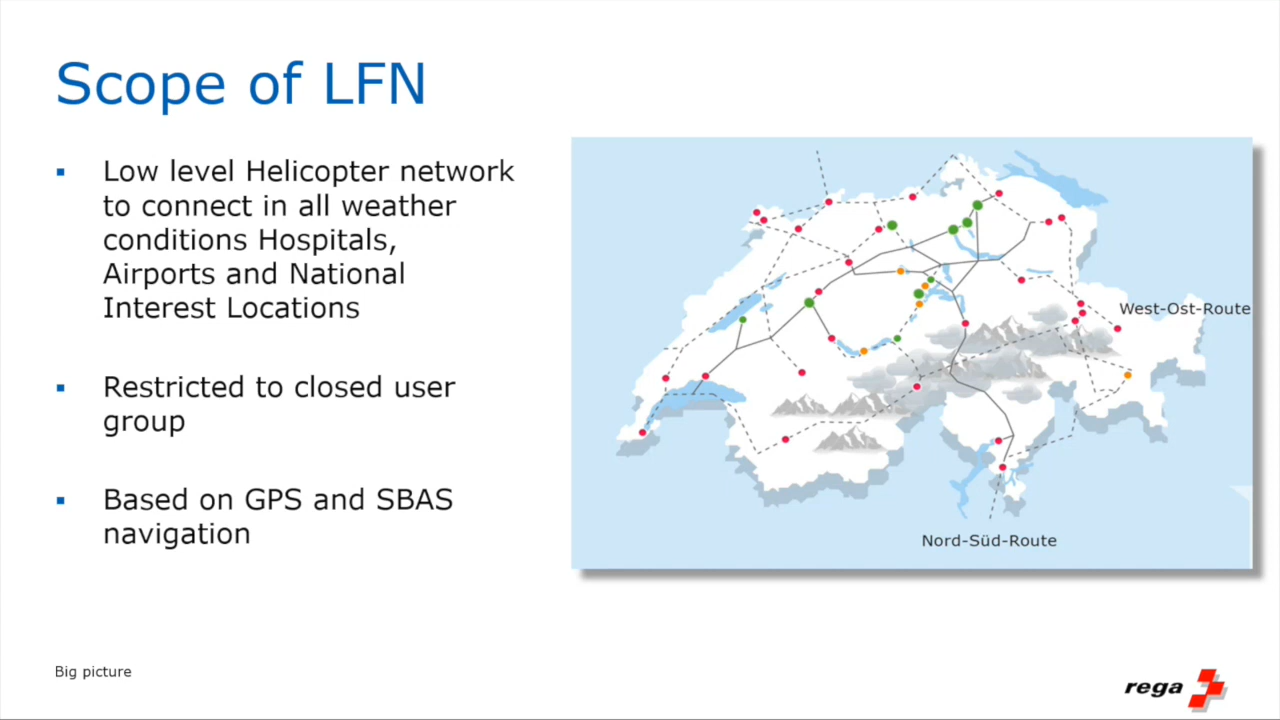 Scope of LFN
▪ Low level Helicopter network
to connect in all weather
conditions Hospitals,
Airports and National
Interest Locations
▪ Restricted to closed user
group
▪ Based on GPS and SBAS
navigation
West-Ost-Route
Nord-Süd-Route
Big picture
rega